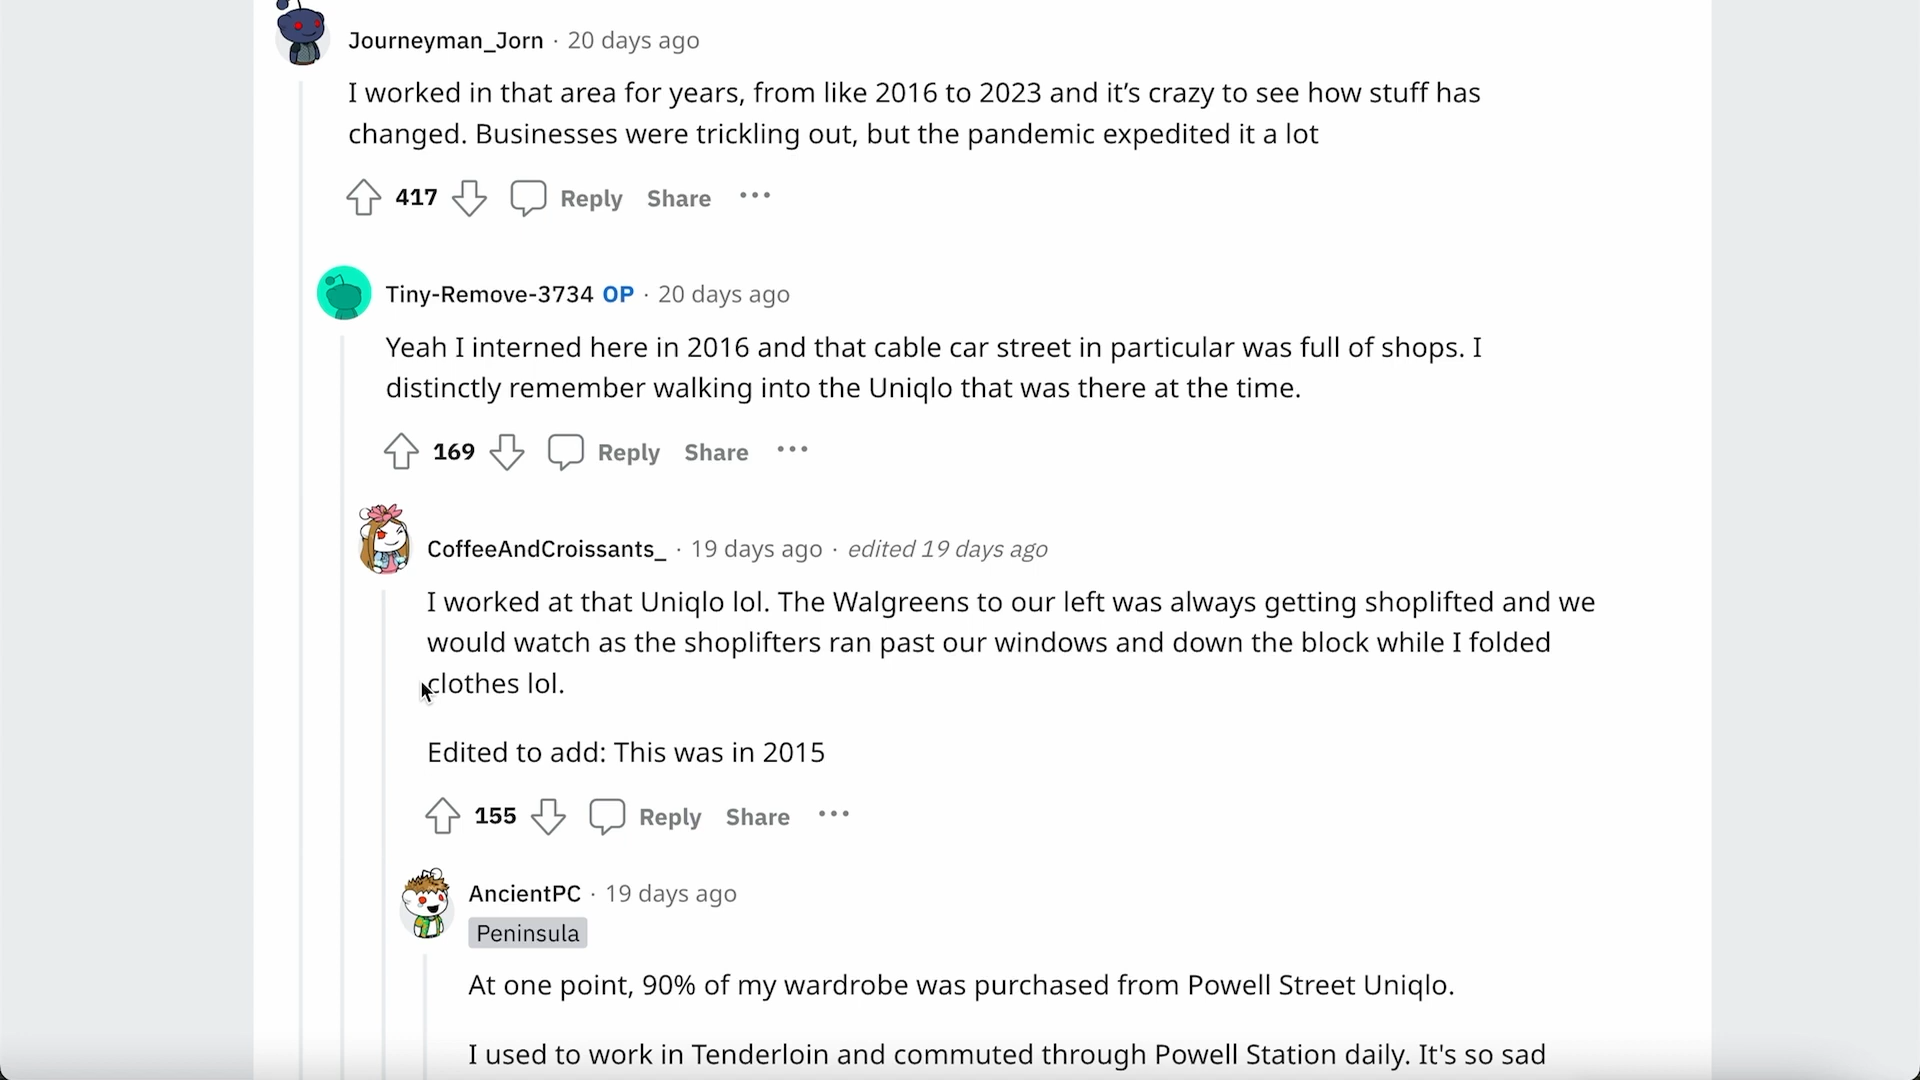 Journeyman_Jorn · 20 days ago
I worked in that area for years, from like 2016 to 2023 and it’s crazy to see how stuff has
changed. Businesses were trickling out, but the pandemic expedited it a lot
417 Reply Share ···
Tiny-Remove-3734 OP · 20 days ago
Yeah I interned here in 2016 and that cable car street in particular was full of shops. I
distinctly remember walking into the Uniqlo that was there at the time.
169 Reply Share ···
CoffeeAndCroissants_ · 19 days ago · edited 19 days ago
I worked at that Uniqlo lol. The Walgreens to our left was always getting shoplifted and we
would watch as the shoplifters ran past our windows and down the block while I folded
clothes lol.
Edited to add: This was in 2015
155 Reply Share ···
AncientPC · 19 days ago
Peninsula
At one point, 90% of my wardrobe was purchased from Powell Street Uniqlo.
I used to work in Tenderloin and commuted through Powell Station daily. It's so sad